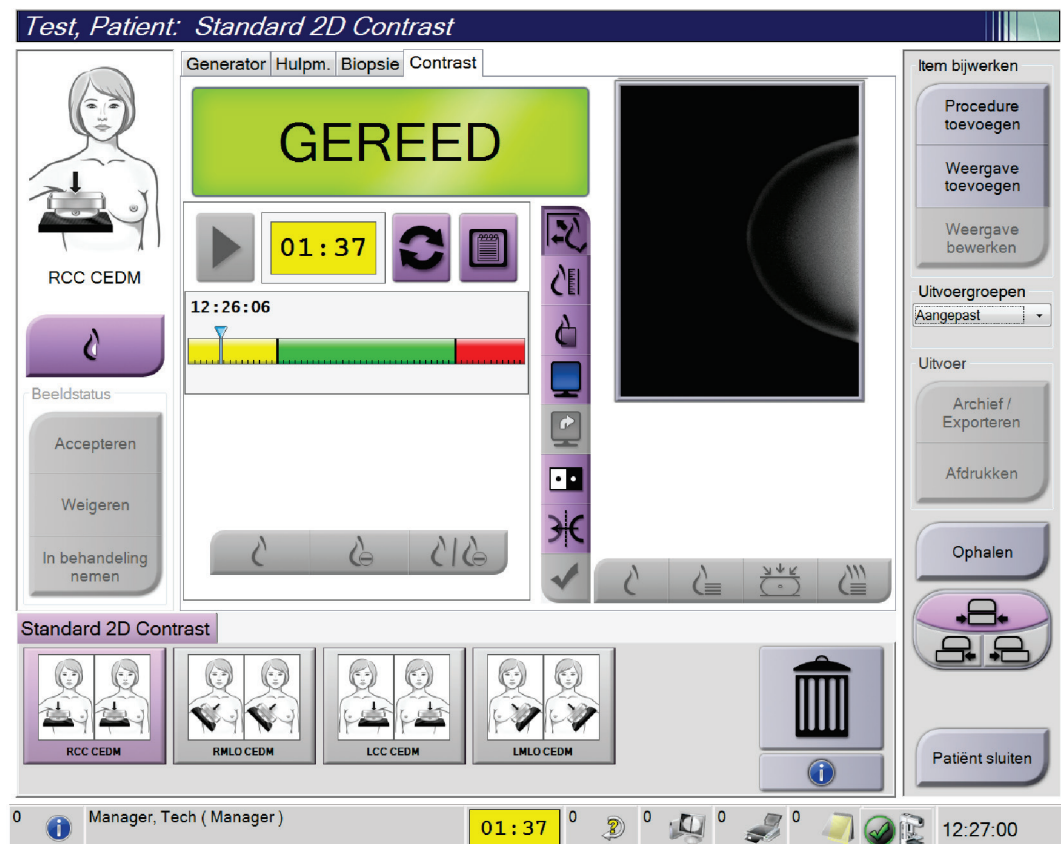 Test, Patient: Standard 2D Contrast
Generator Hulpm. Biopsie Contrast
RCC CEDM
Beeldstatus
Accepteren
Weigeren
In behandeling
nemen
GEREED
01:37
9999
12:26:06
Item bijwerken
Procedure
toevoegen
Weergave
toevoegen
Weergave
bewerken
Uitvoergroepen
Aangepast
Uitvoer
Archief /
Exporteren
Afdrukken
Ophalen
Patiënt sluiten
Standard 2D Contrast
RCC CEDM
RMLO CEDM
LCC CEDM
LMLO CEDM
0 Manager, Tech ( Manager ) 01:37 0 0 0 0 12:27:00